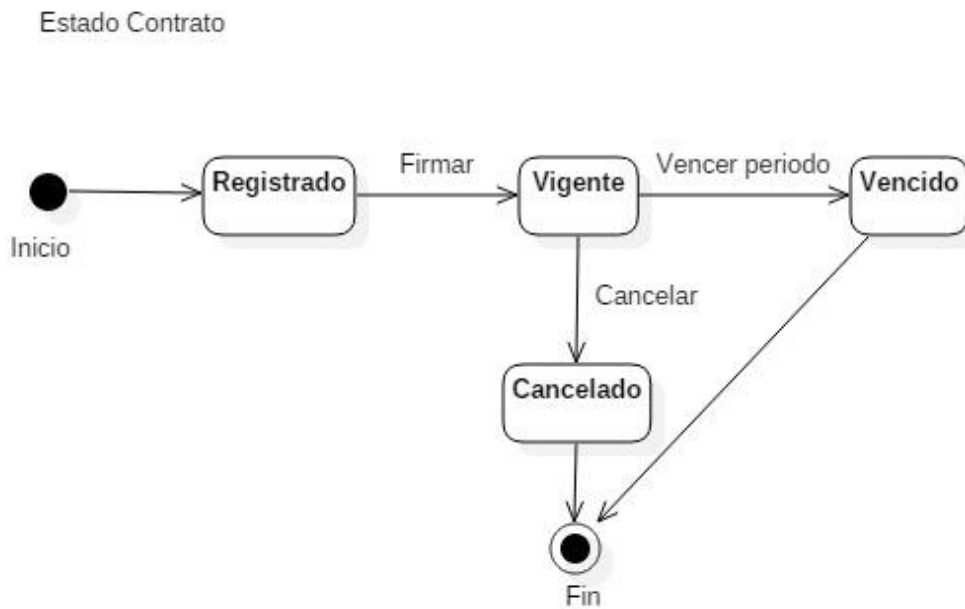 Estado Contrato
Firmar
Vencer periodo
Registrado
Vigente
Vencido
Inicio
Cancelar
Cancelado
Fin